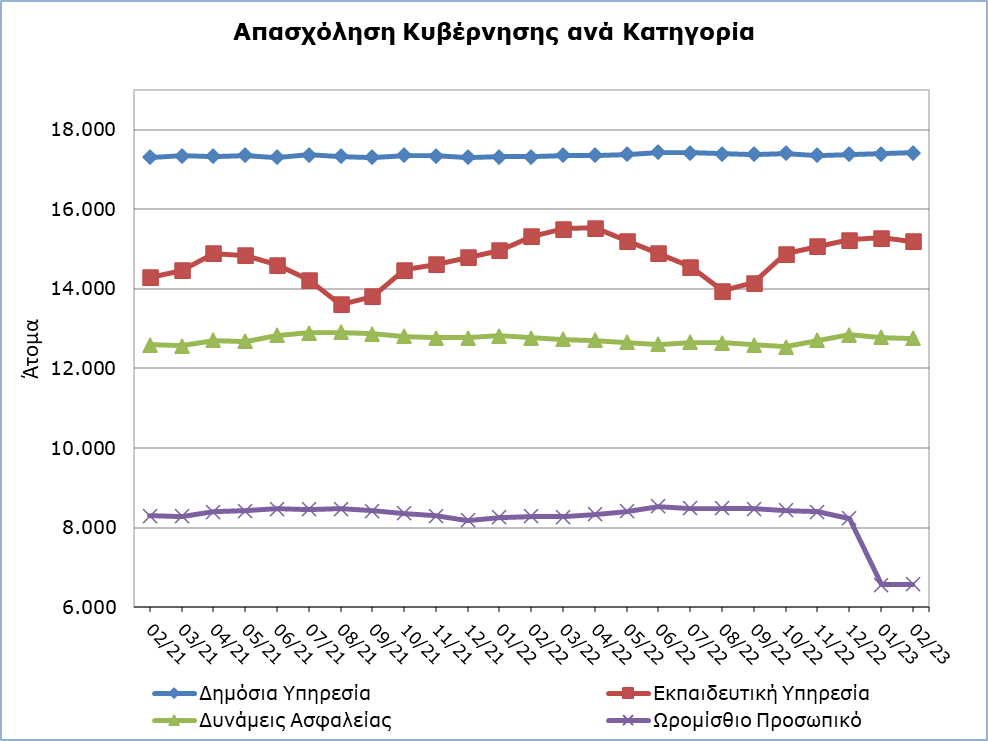 Απασχόληση Κυβέρνησης ανά Κατηγορία
18.000
16.000
14.000
12.000
10.000
8.000
6.000
Άτομα
02/21 03/21 04/21 05/21 06/21 07/21 08/21 09/21 10/21 11/21 12/21 01/22 02/22 03/22 04/22 05/22 06/22 07/22 08/22 09/22 10/22 11/22 12/22 01/23 02/23
Δημόσια Υπηρεσία Εκπαιδευτική Υπηρεσία
Δυνάμεις Ασφαλείας Ωρομίσθιο Προσωπικό